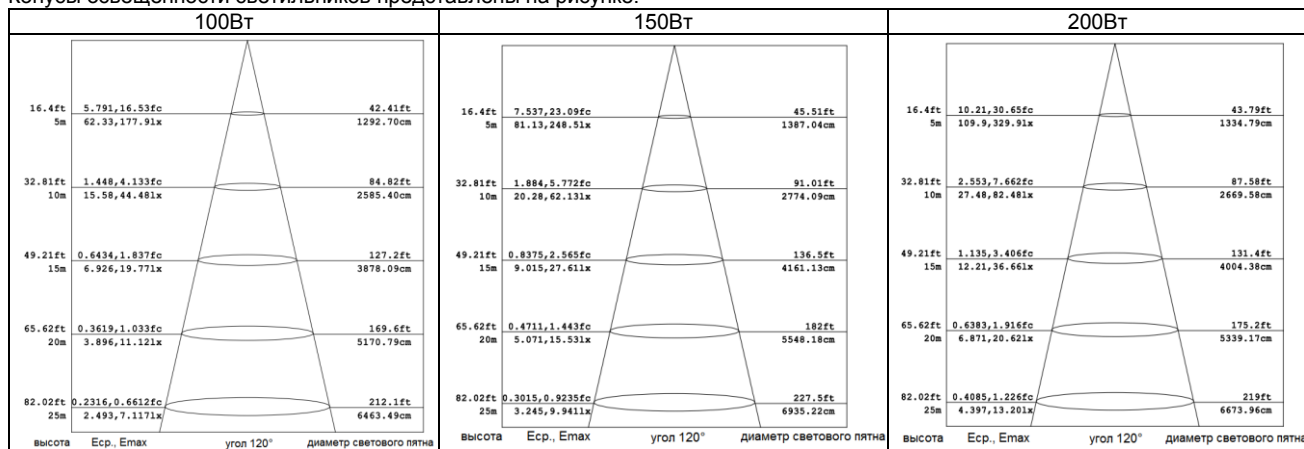 Конусы освещенности светильников представлены на рисунке.
100Вт
150Вт
200Вт
16.4ft 5.791,16.53fc 42.41ft
5m 62.33,177.91x 1292.70cm
32.81ft 1.448,4.133fc 84.82ft
10m 15.58,44.481x 2585.40cm
49.21ft 0.6434,1.837fc 127.2ft
15m 6.926,19.771x 3878.09cm
65.62ft 0.3619,1.033fc 169.6ft
20m 3.896,11.121x 5170.79cm
82.02ft 0.2316,0.6612fc 212.1ft
25m 2.493,7.1171x 6463.49cm
высота Еср., Emax угол 120° диаметр светового пятна
16.4ft 7.537,23.09fc 45.51ft
5m 81.13,248.51x 1387.04cm
32.81ft 1.884,5.772fc 91.01ft
10m 20.28,62.131x 2774.09cm
49.21ft 0.8375,2.565fc 136.5ft
15m 9.015,27.611x 4161.13cm
65.62ft 0.4711,1.443fc 182ft
20m 5.071,15.531x 5548.18cm
82.02ft 0.3015,0.9235fc 227.5ft
25m 3.245,9.9411x 6935.22cm
высота Еср., Emax угол 120° диаметр светового пятна
16.4ft 10.21,30.65fc 43.79ft
5m 109.9,329.91x 1334.79cm
32.81ft 2.553,7.662fc 87.58ft
10m 27.48,82.481x 2669.58cm
49.21ft 1.135,3.406fc 131.4ft
15m 12.21,36.661x 4004.38cm
65.62ft 0.6383,1.916fc 175.2ft
20m 6.871,20.621x 5339.17cm
82.02ft 0.4085,1.226fc 219ft
25m 4.397,13.201x 6673.96cm
высота Еср., Emax угол 120° диаметр светового пятна